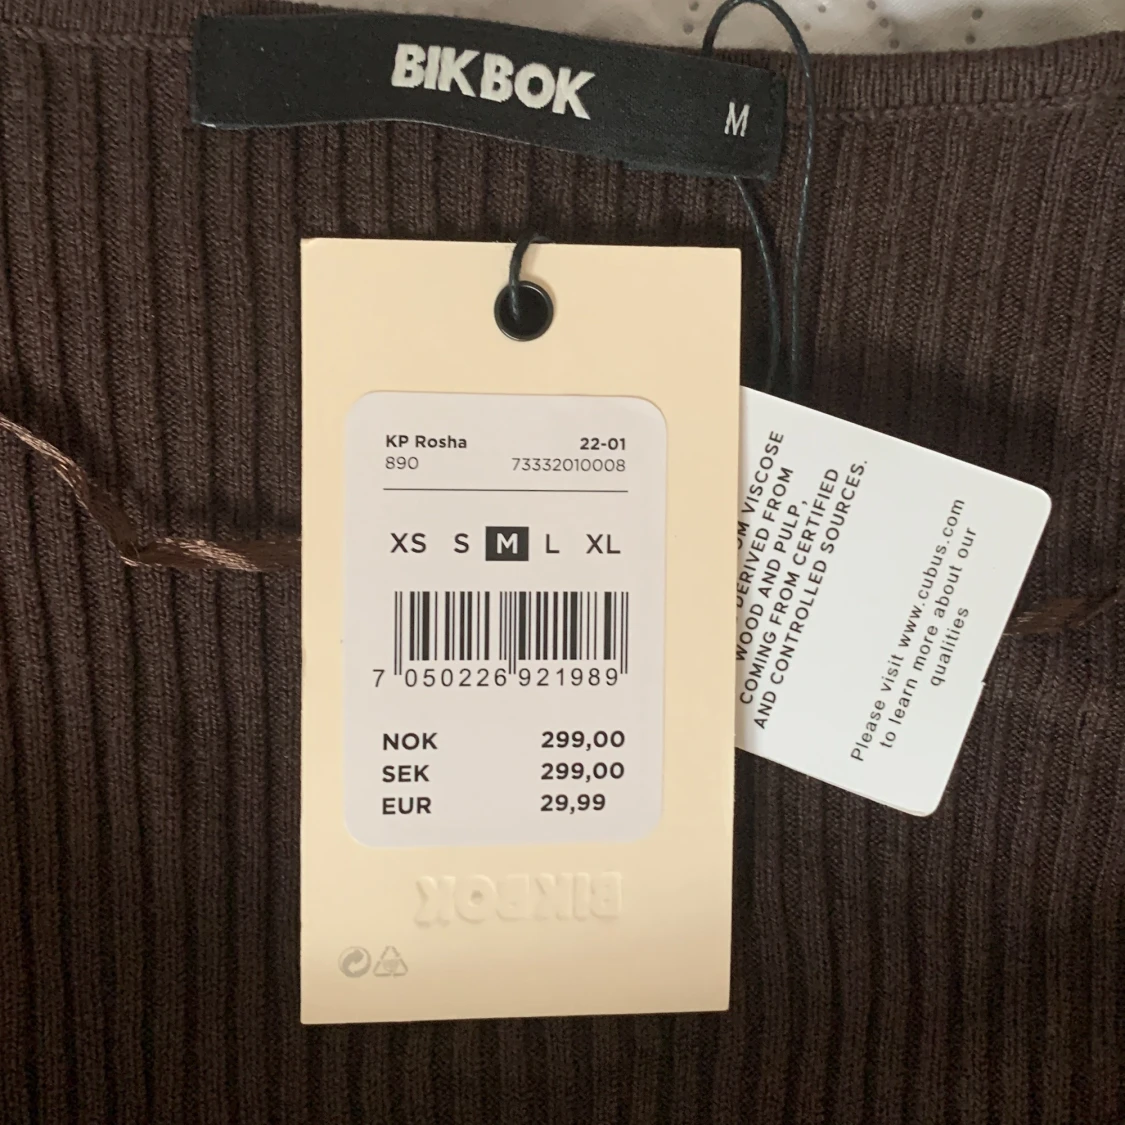 BIKBOK
M
KP Rosha 22-01
890 73332010008
XS S M L XL
7 050226 921989
NOK 299,00
SEK 299,00
EUR 29,99
BIKBOK
VISCOSE
DERIVED FROM
WOOD AND PULP,
COMING FROM CERTIFIED
AND CONTROLLED SOURCES.
Please visit www.cubus.com
to learn more about our
qualities